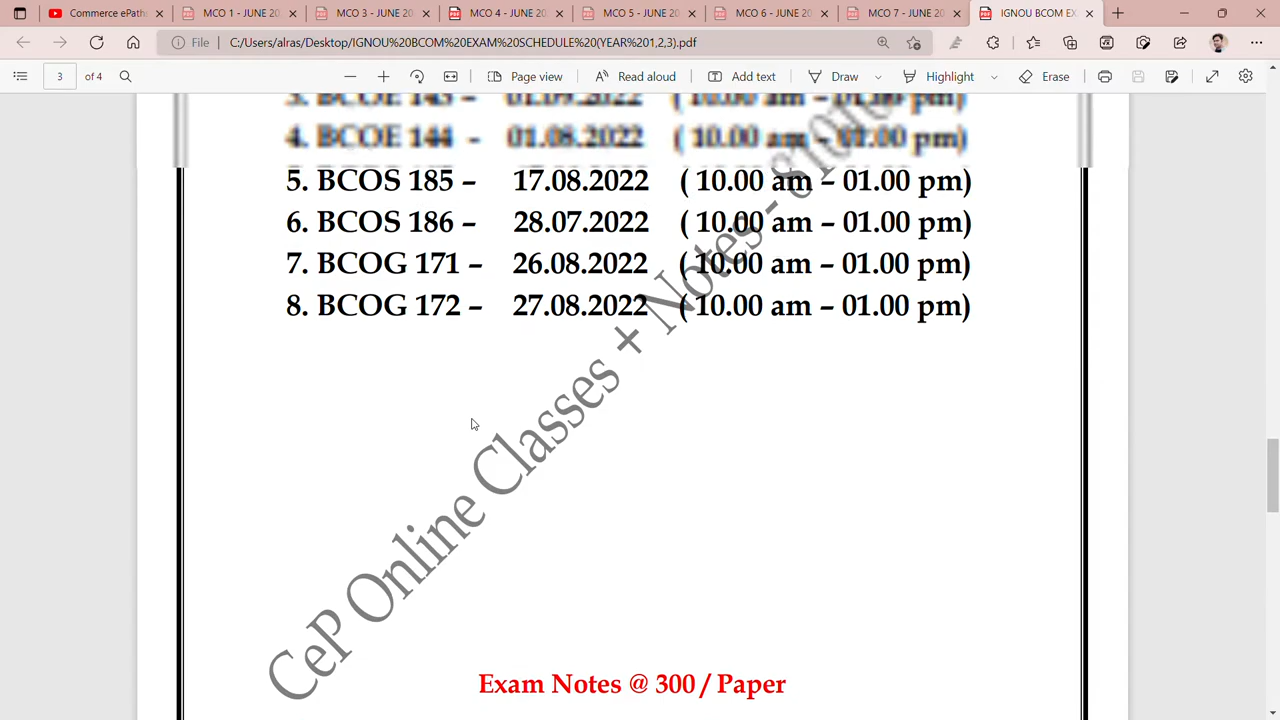 Commerce ePath
MCO 1 - JUNE 20
MCO 3 - JUNE 20
MCO 4 - JUNE 20
MCO 5 - JUNE 20
MCO 6 - JUNE 20
MCO 7 - JUNE 20
IGNOU BCOM EX
File C:/Users/alras/Desktop/IGNOU%20BCOM%20EXAM%20SCHEDULE%20(YEAR%201,2,3).pdf
3 of 4 Page view Read aloud Add text Draw Highlight Erase
3. BCOE 143 – 01.09.2022 ( 10.00 am – 01.00 pm)
4. BCOE 144 - 01.08.2022 ( 10.00 am – 01.00 pm)
5. BCOS 185 – 17.08.2022 ( 10.00 am – 01.00 pm)
6. BCOS 186 – 28.07.2022 ( 10.00 am – 01.00 pm)
7. BCOG 171 – 26.08.2022 ( 10.00 am – 01.00 pm)
8. BCOG 172 – 27.08.2022 ( 10.00 am – 01.00 pm)
CeP Online Classes + Notes -
Exam Notes @ 300 / Paper